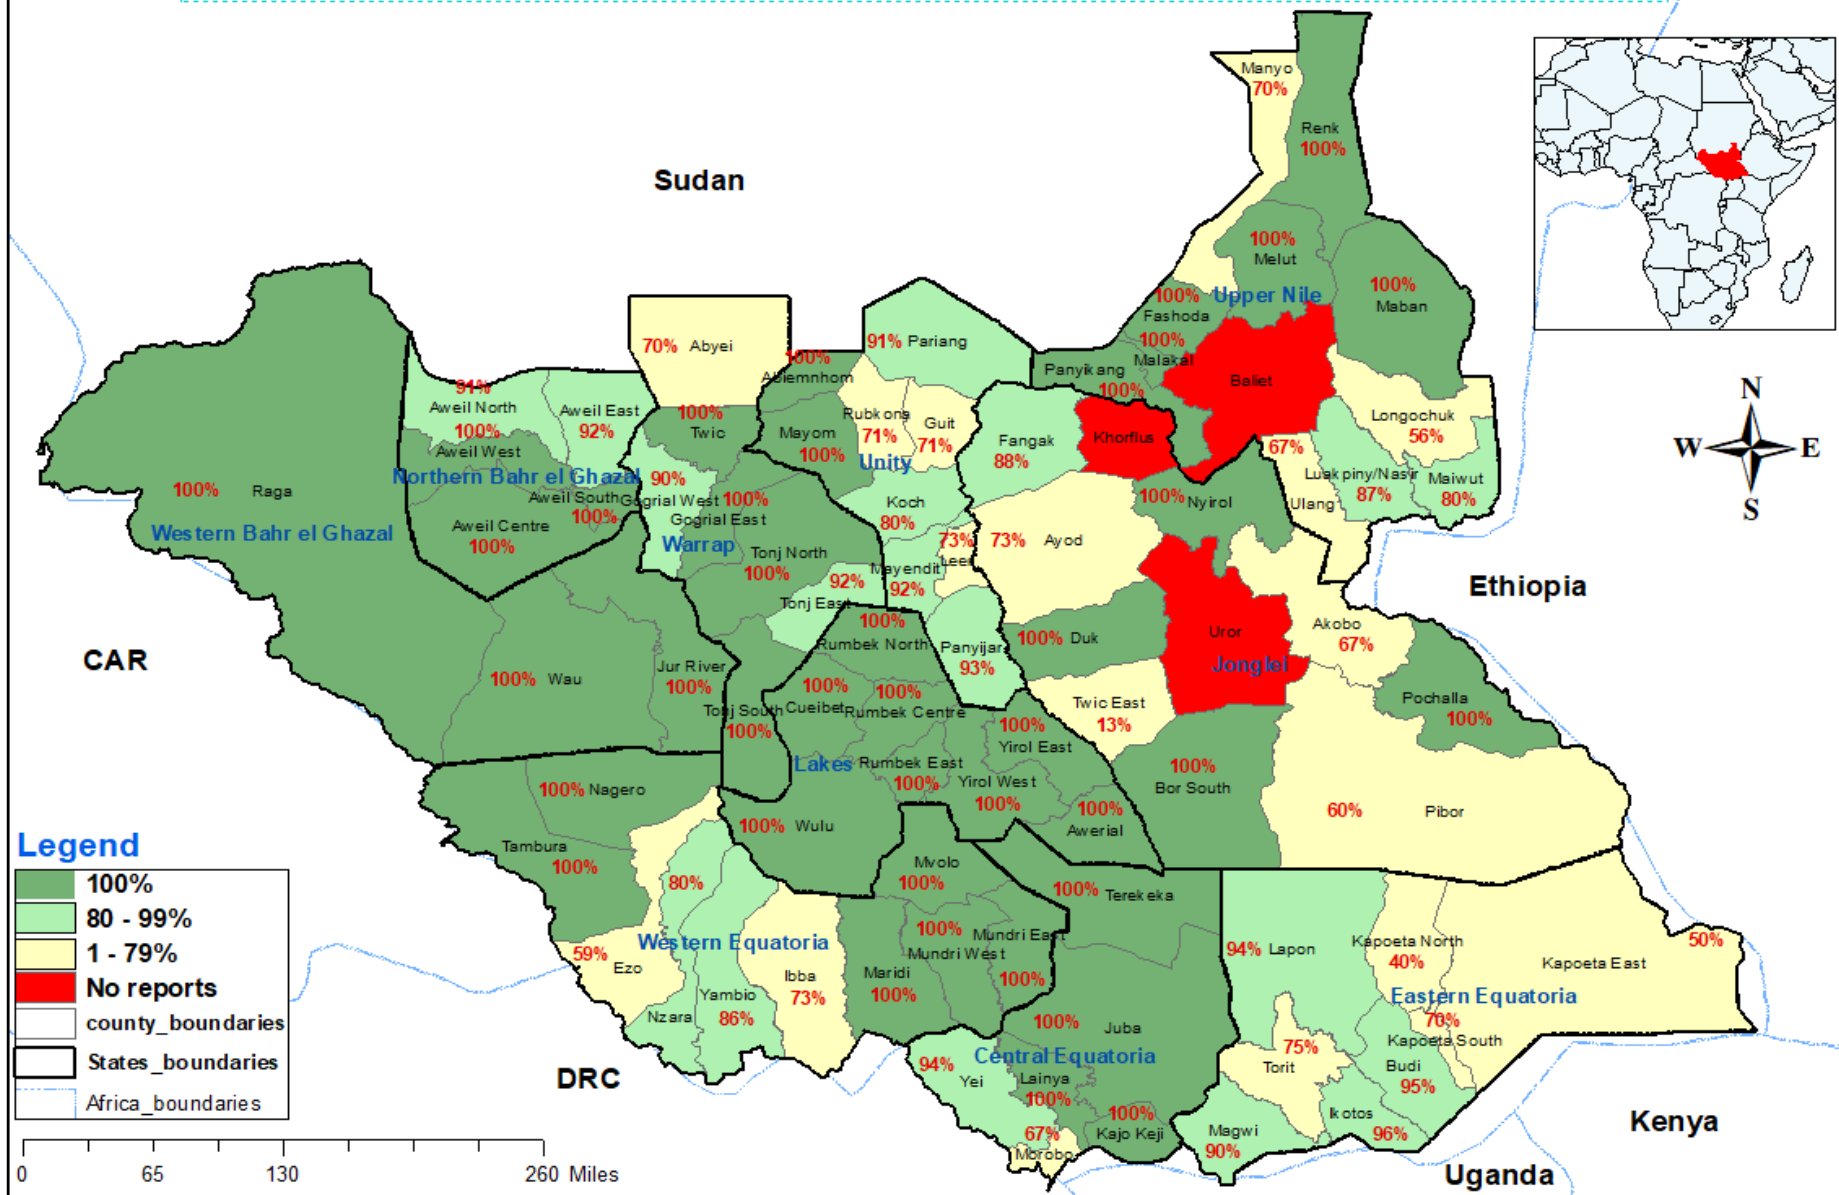 Manyo
70%
Renk
100%
Sudan
100%
Melut
100%
Maban
100%
Upper Nile
Fashoda
100%
Malakal
Panyikang
100%
Baliet
91% Pariang
70% Abyei
100%
Abiemnhom
91%
Aweil North
100%
Aweil West
Aweil East
92%
100%
Twic
Mayom
100%
Rubkona
71%
Guit
71%
Unity
Fangak
88%
Khorflus
Longochuk
56%
67%
Ulang
Luakpiny/Nasir
87%
Maiwut
80%
N
W E
S
Northern Bahr el Ghazal
90%
Gogrial West
100%
Gogrial East
Aweil South
100%
Aweil Centre
100%
100% Raga
Western Bahr el Ghazal
Warrap
Tonj North
100%
Koch
80%
100% Nyirol
73%
Leer
73% Ayod
Mayendit
92%
92%
Tonj East
Ethiopia
100%
Rumbek North
Panyijar
93%
100% Duk
Uror
Jonglei
Akobo
67%
CAR
100% Wau
Jur River
100%
Tonj South
100%
100%
Cueibet
100%
Rumbek Centre
Twic East
13%
Pochalla
100%
100%
Yirol East
Lakes
Rumbek East
100%
Yirol West
100%
100%
Bor South
100%
Awerial
60% Pibor
100% Nagero
100% Wulu
Tambura
100%
Mvolo
100%
80%
100% Terekeka
100%
Mundri West
Mundri East
100%
Western Equatoria
59%
Ezo
Ibba
73%
Maridi
100%
Yambio
86%
Nzara
94% Lapon
Kapoeta North
40%
50%
Kapoeta East
Eastern Equatoria
70%
Kapoeta South
100% Juba
Central Equatoria
94%
Yei
Lainya
100%
75%
Torit
Budi
95%
100%
Kajo Keji
67%
Morobo
Magwi
90%
Ikotos
96%
DRC
Kenya
Uganda
Legend
100%
80 - 99%
1 - 79%
No reports
county_boundaries
States_boundaries
Africa_boundaries
0 65 130 260 Miles